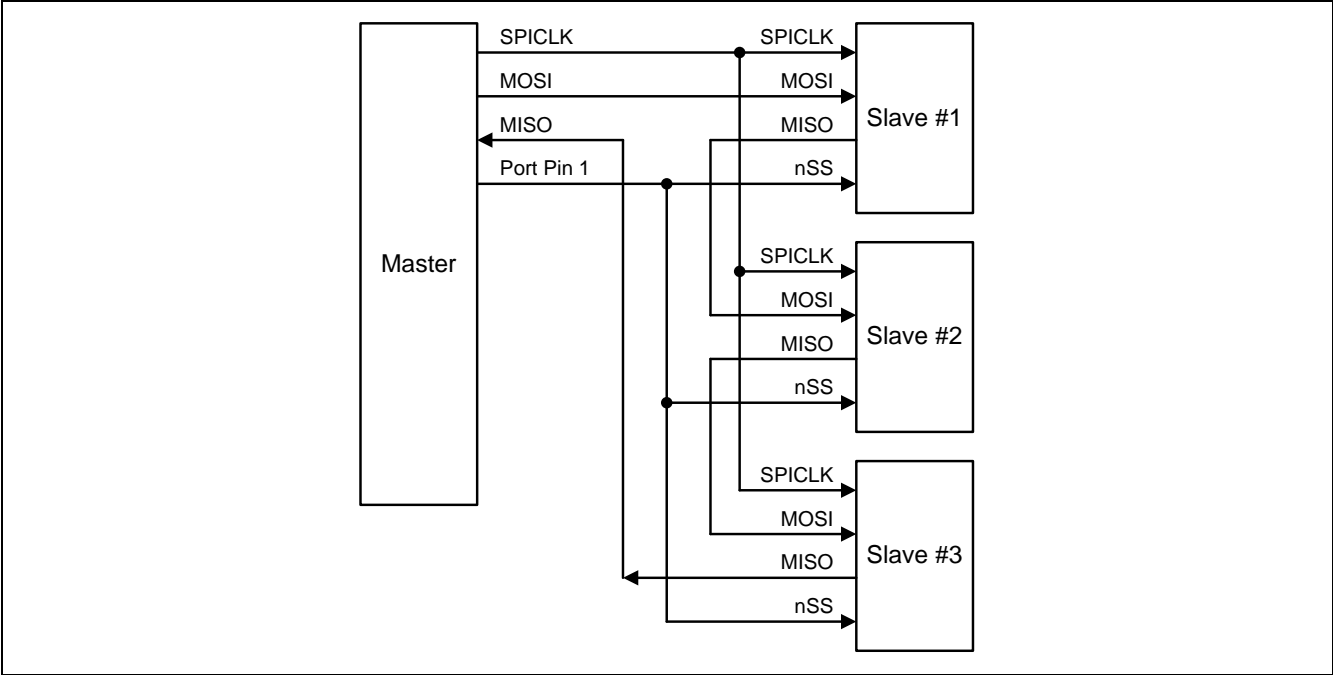 SPICLK SPICLK
MOSI MOSI
MISO MISO
Port Pin 1 nSS
Slave #1
Master
SPICLK
MOSI
MISO
nSS
Slave #2
SPICLK
MOSI
MISO
nSS
Slave #3